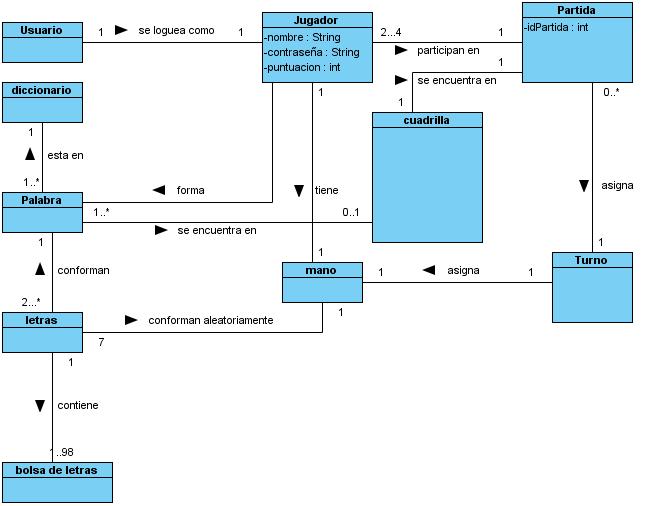 Usuario
1
se loguea como
1
Jugador
-nombre : String
-contraseña : String
-puntuacion : int
2...4
1
participan en
Partida
-idPartida : int
1
se encuentra en
1
0..*
diccionario
cuadrilla
1
1
esta en
1..*
forma
tiene
asigna
Palabra
1..*
0..1
se encuentra en
1
1
1
conforman
mano
1
asigna
1
Turno
2...*
letras
conforman aleatoriamente
7
1
1
contiene
1..98
bolsa de letras